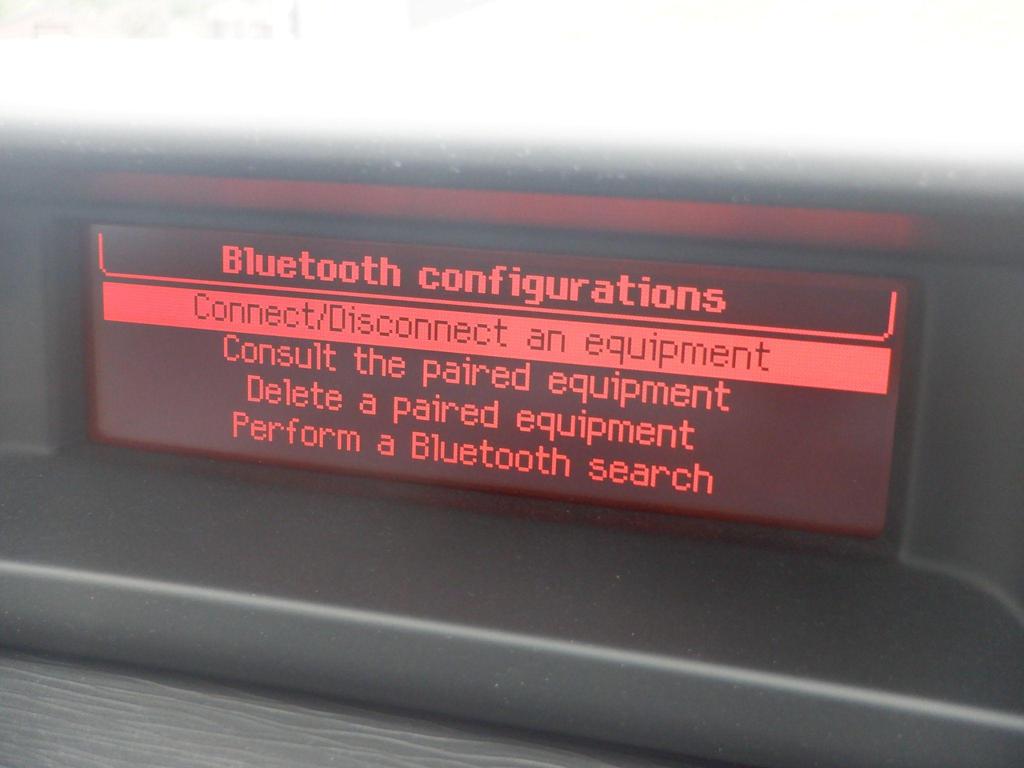 Bluetooth configurations
Connect/Disconnect an equipment
Consult the paired equipment
Delete a paired equipment
Perform a Bluetooth search